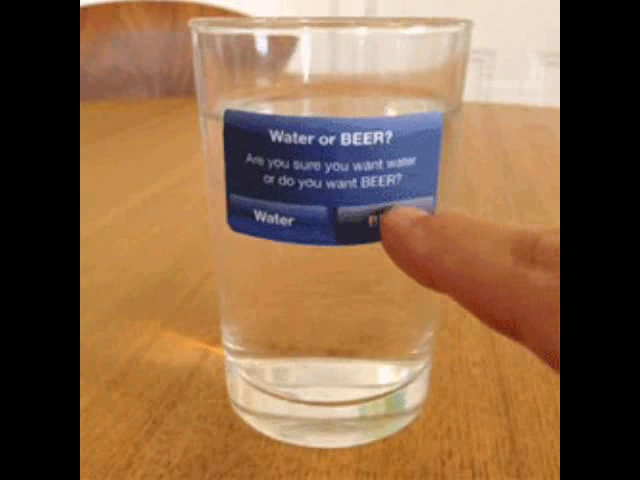 Water or BEER?
Are you sure you want water
or do you want BEER?
Water